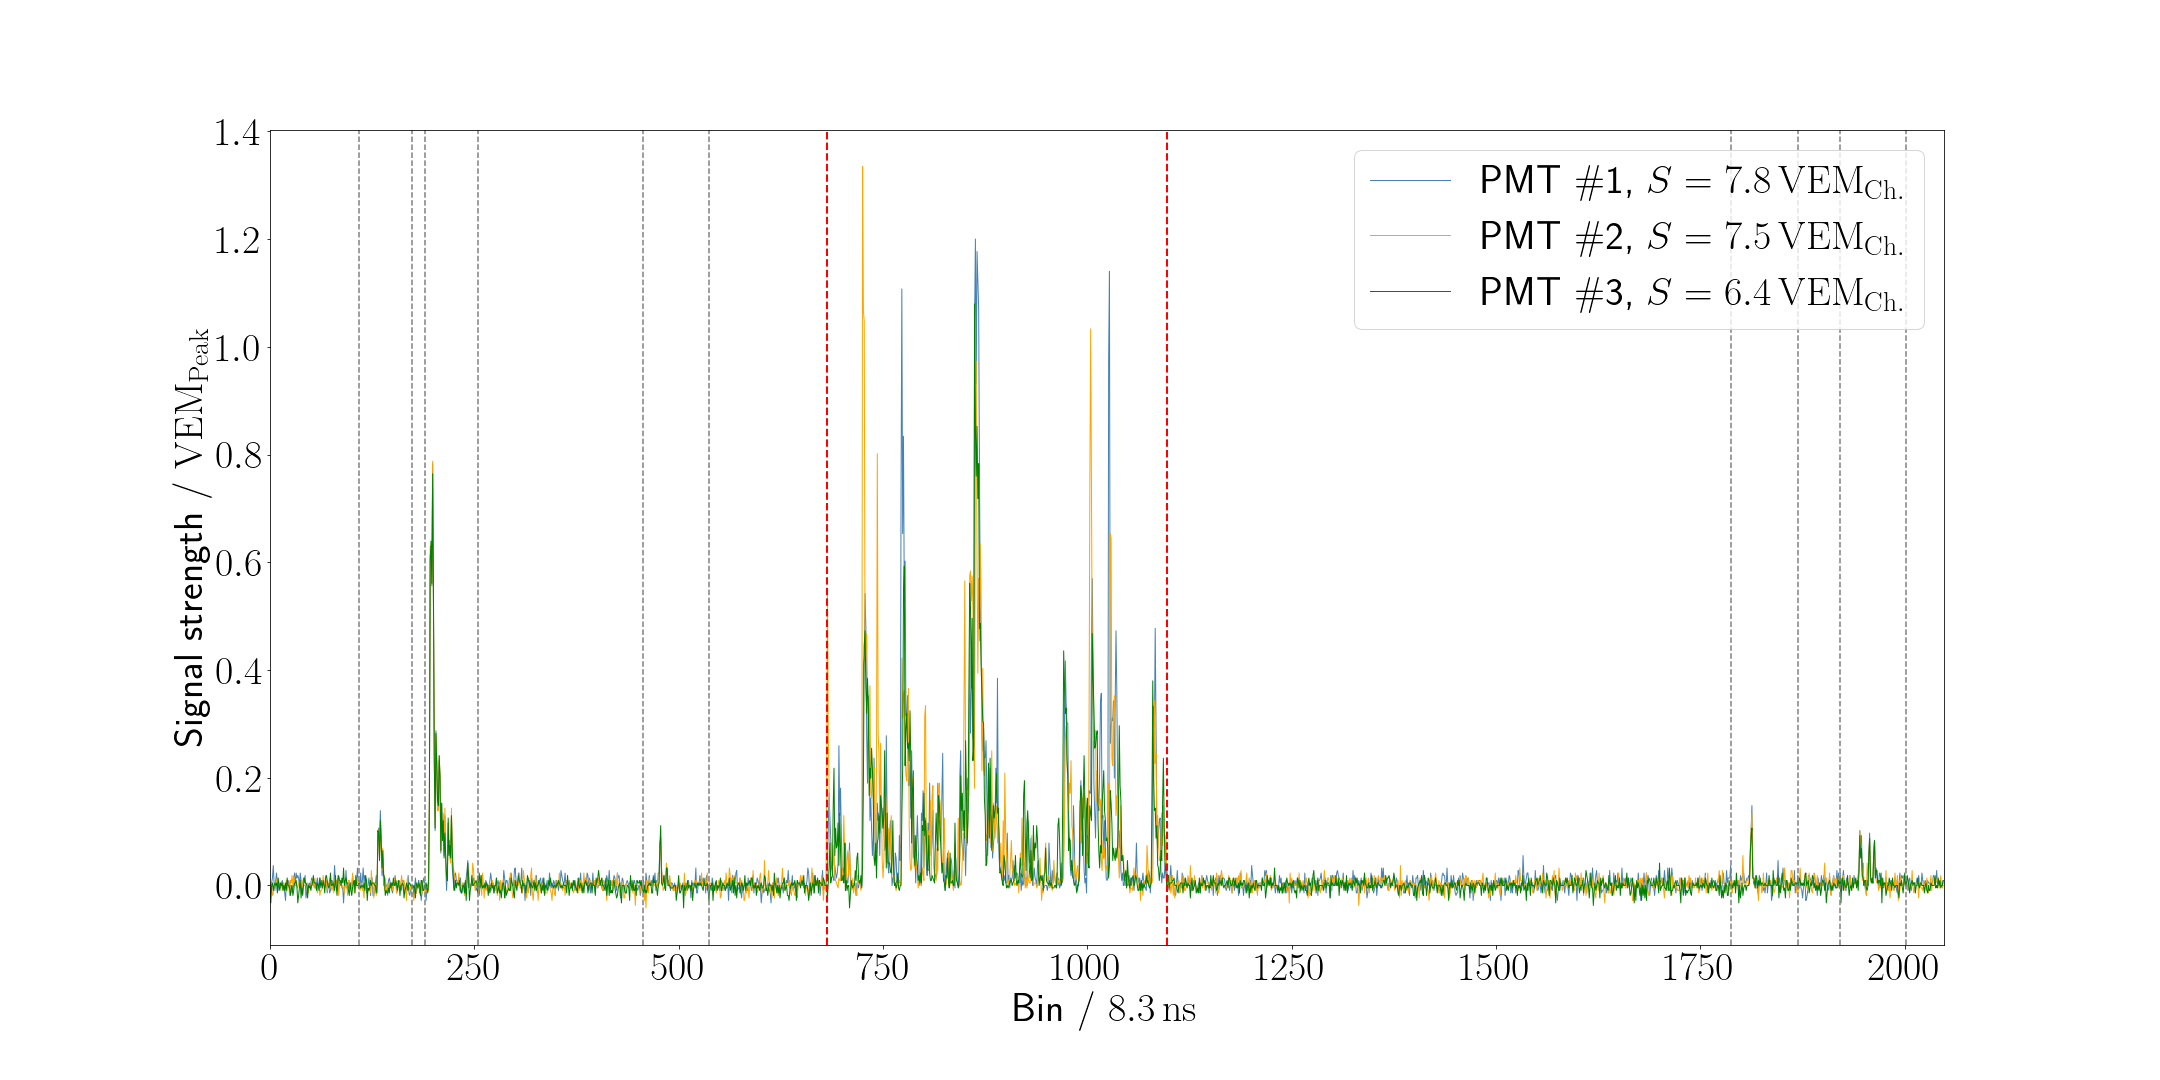 1.4
1.2
1.0
0.8
0.6
0.4
0.2
0.0
Signal strength / VEM_Peak
PMT #1, S = 7.8 VEM_Ch.
PMT #2, S = 7.5 VEM_Ch.
PMT #3, S = 6.4 VEM_Ch.
0 250 500 750 1000 1250 1500 1750 2000
Bin / 8.3 ns